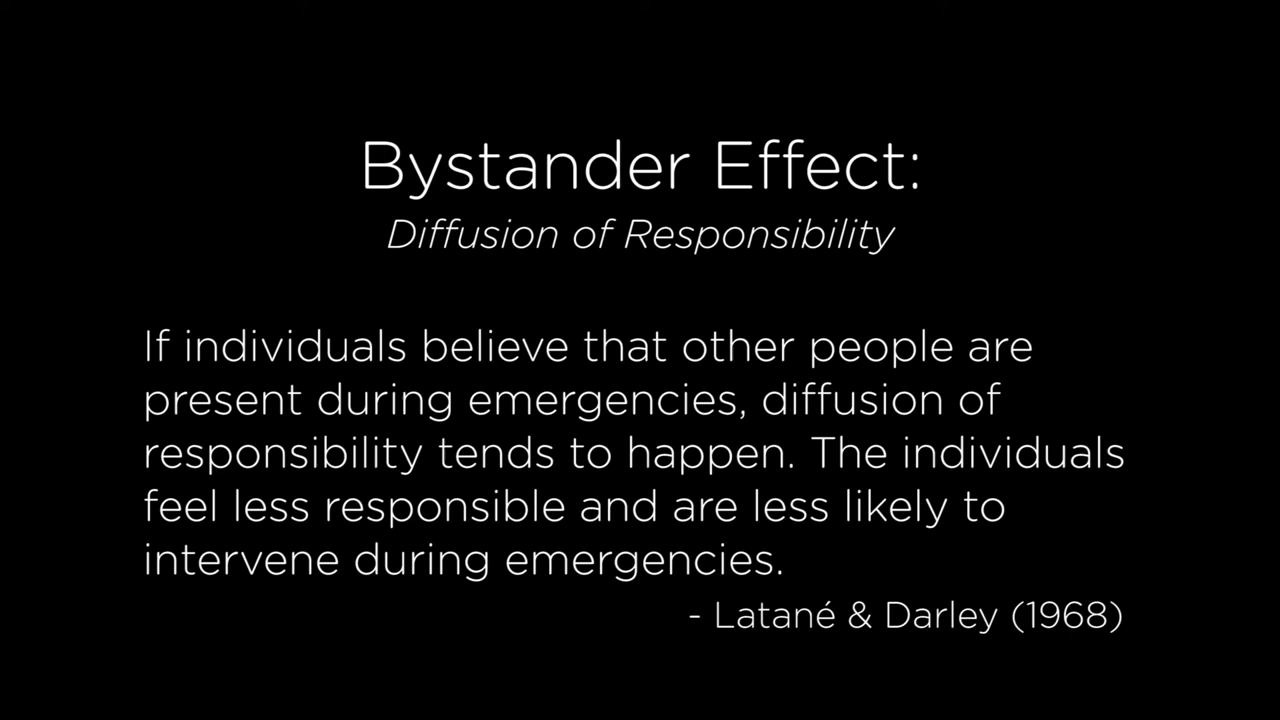 Bystander Effect:
Diffusion of Responsibility
If individuals believe that other people are
present during emergencies, diffusion of
responsibility tends to happen. The individuals
feel less responsible and are less likely to
intervene during emergencies.
- Latané & Darley (1968)